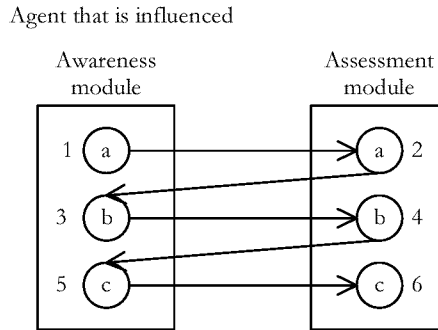 Agent that is influenced
Awareness
module
Assessment
module
1 a
a 2
3 b
b 4
5 c
c 6